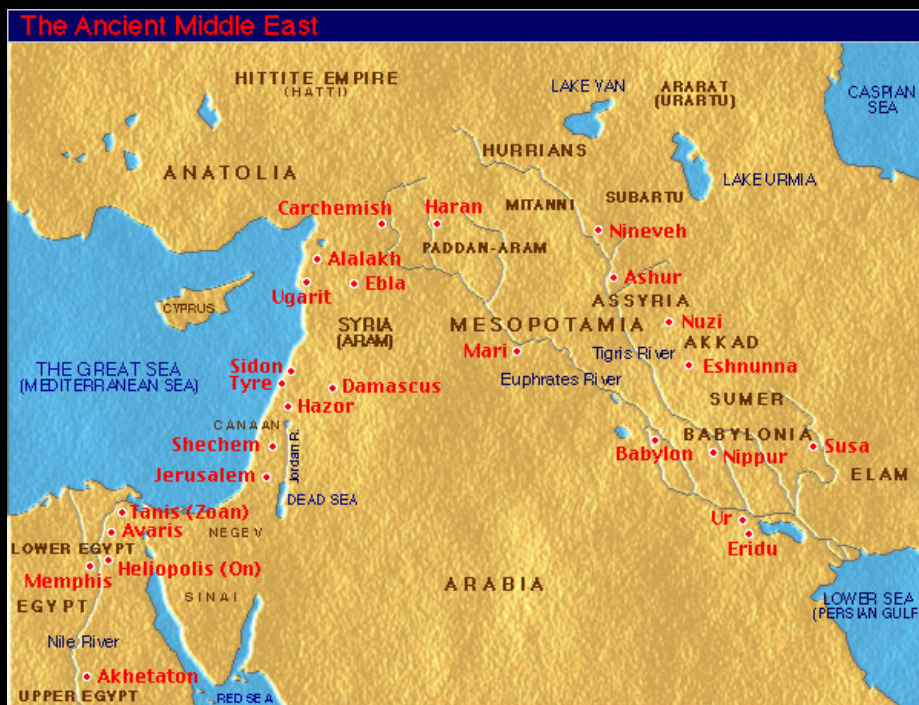 The Ancient Middle East
HITTITE EMPIRE
(HATTI)
LAKE VAN
ARARAT
(URARTU)
CASPIAN
SEA
HURRIANS
ANATOLIA
LAKE URMIA
SUBARTU
MITANNI
Carchemish
Haran
Nineveh
PADDAN-ARAM
Alalakh
Ashur
Ugarit
Ebla
ASSYRIA
CYPRUS
SYRIA
(ARAM)
MESOPOTAMIA
Nuzi
AKKAD
Mari
Tigris River
Eshnunna
THE GREAT SEA
(MEDITERRANEAN SEA)
Sidon
Tyre
Damascus
Euphrates River
SUMER
Hazor
CANAAN
BABYLONIA
Shechem
Jordan R.
Babylon
Nippur
Susa
Jerusalem
ELAM
DEAD SEA
Tanis (Zoan)
Ur
Avaris
NEGEV
Eridu
LOWER EGYPT
Heliopolis (On)
Memphis
ARABIA
SINAI
LOWER SEA
(PERSIAN GULF
EGYPT
Nile River
Akhetaton
UPPER EGYPT
RED SEA